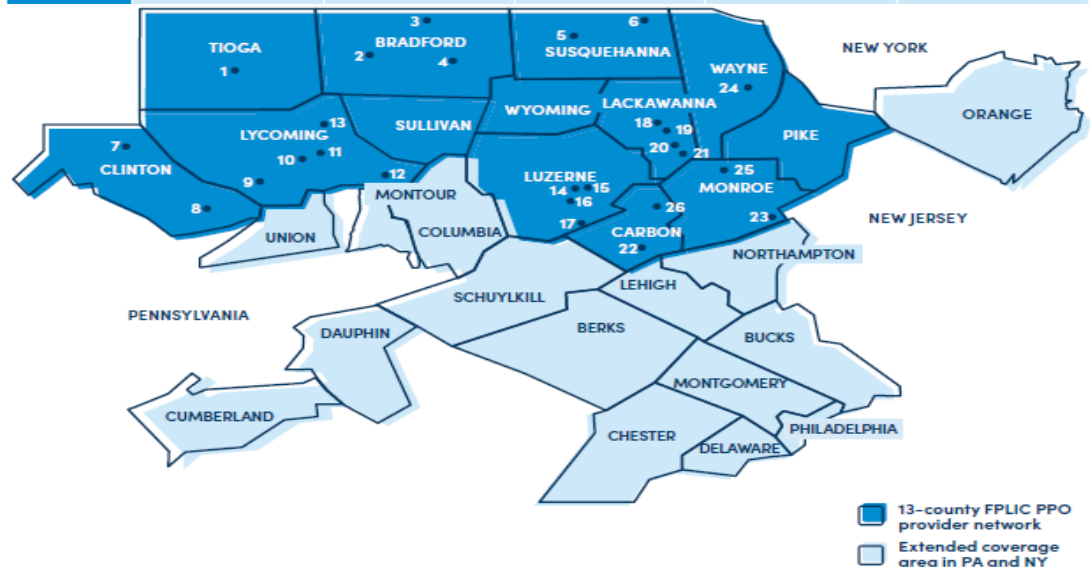 TIOGA
1
3
BRADFORD
2
4
6
5
SUSQUEHANNA
NEW YORK
WAYNE
24
ORANGE
WYOMING
LACKAWANNA
18
19
20
21
PIKE
SULLIVAN
13
LYCOMING
10
11
9
12
7
CLINTON
8
LUZERNE
14
15
16
17
25
MONROE
23
26
CARBON
22
NEW JERSEY
MONTOUR
COLUMBIA
UNION
NORTHAMPTON
LEHIGH
SCHUYLKILL
PENNSYLVANIA
DAUPHIN
BERKS
BUCKS
MONTGOMERY
CUMBERLAND
CHESTER
PHILADELPHIA
DELAWARE
13-county FPLIC PPO
provider network
Extended coverage
area in PA and NY